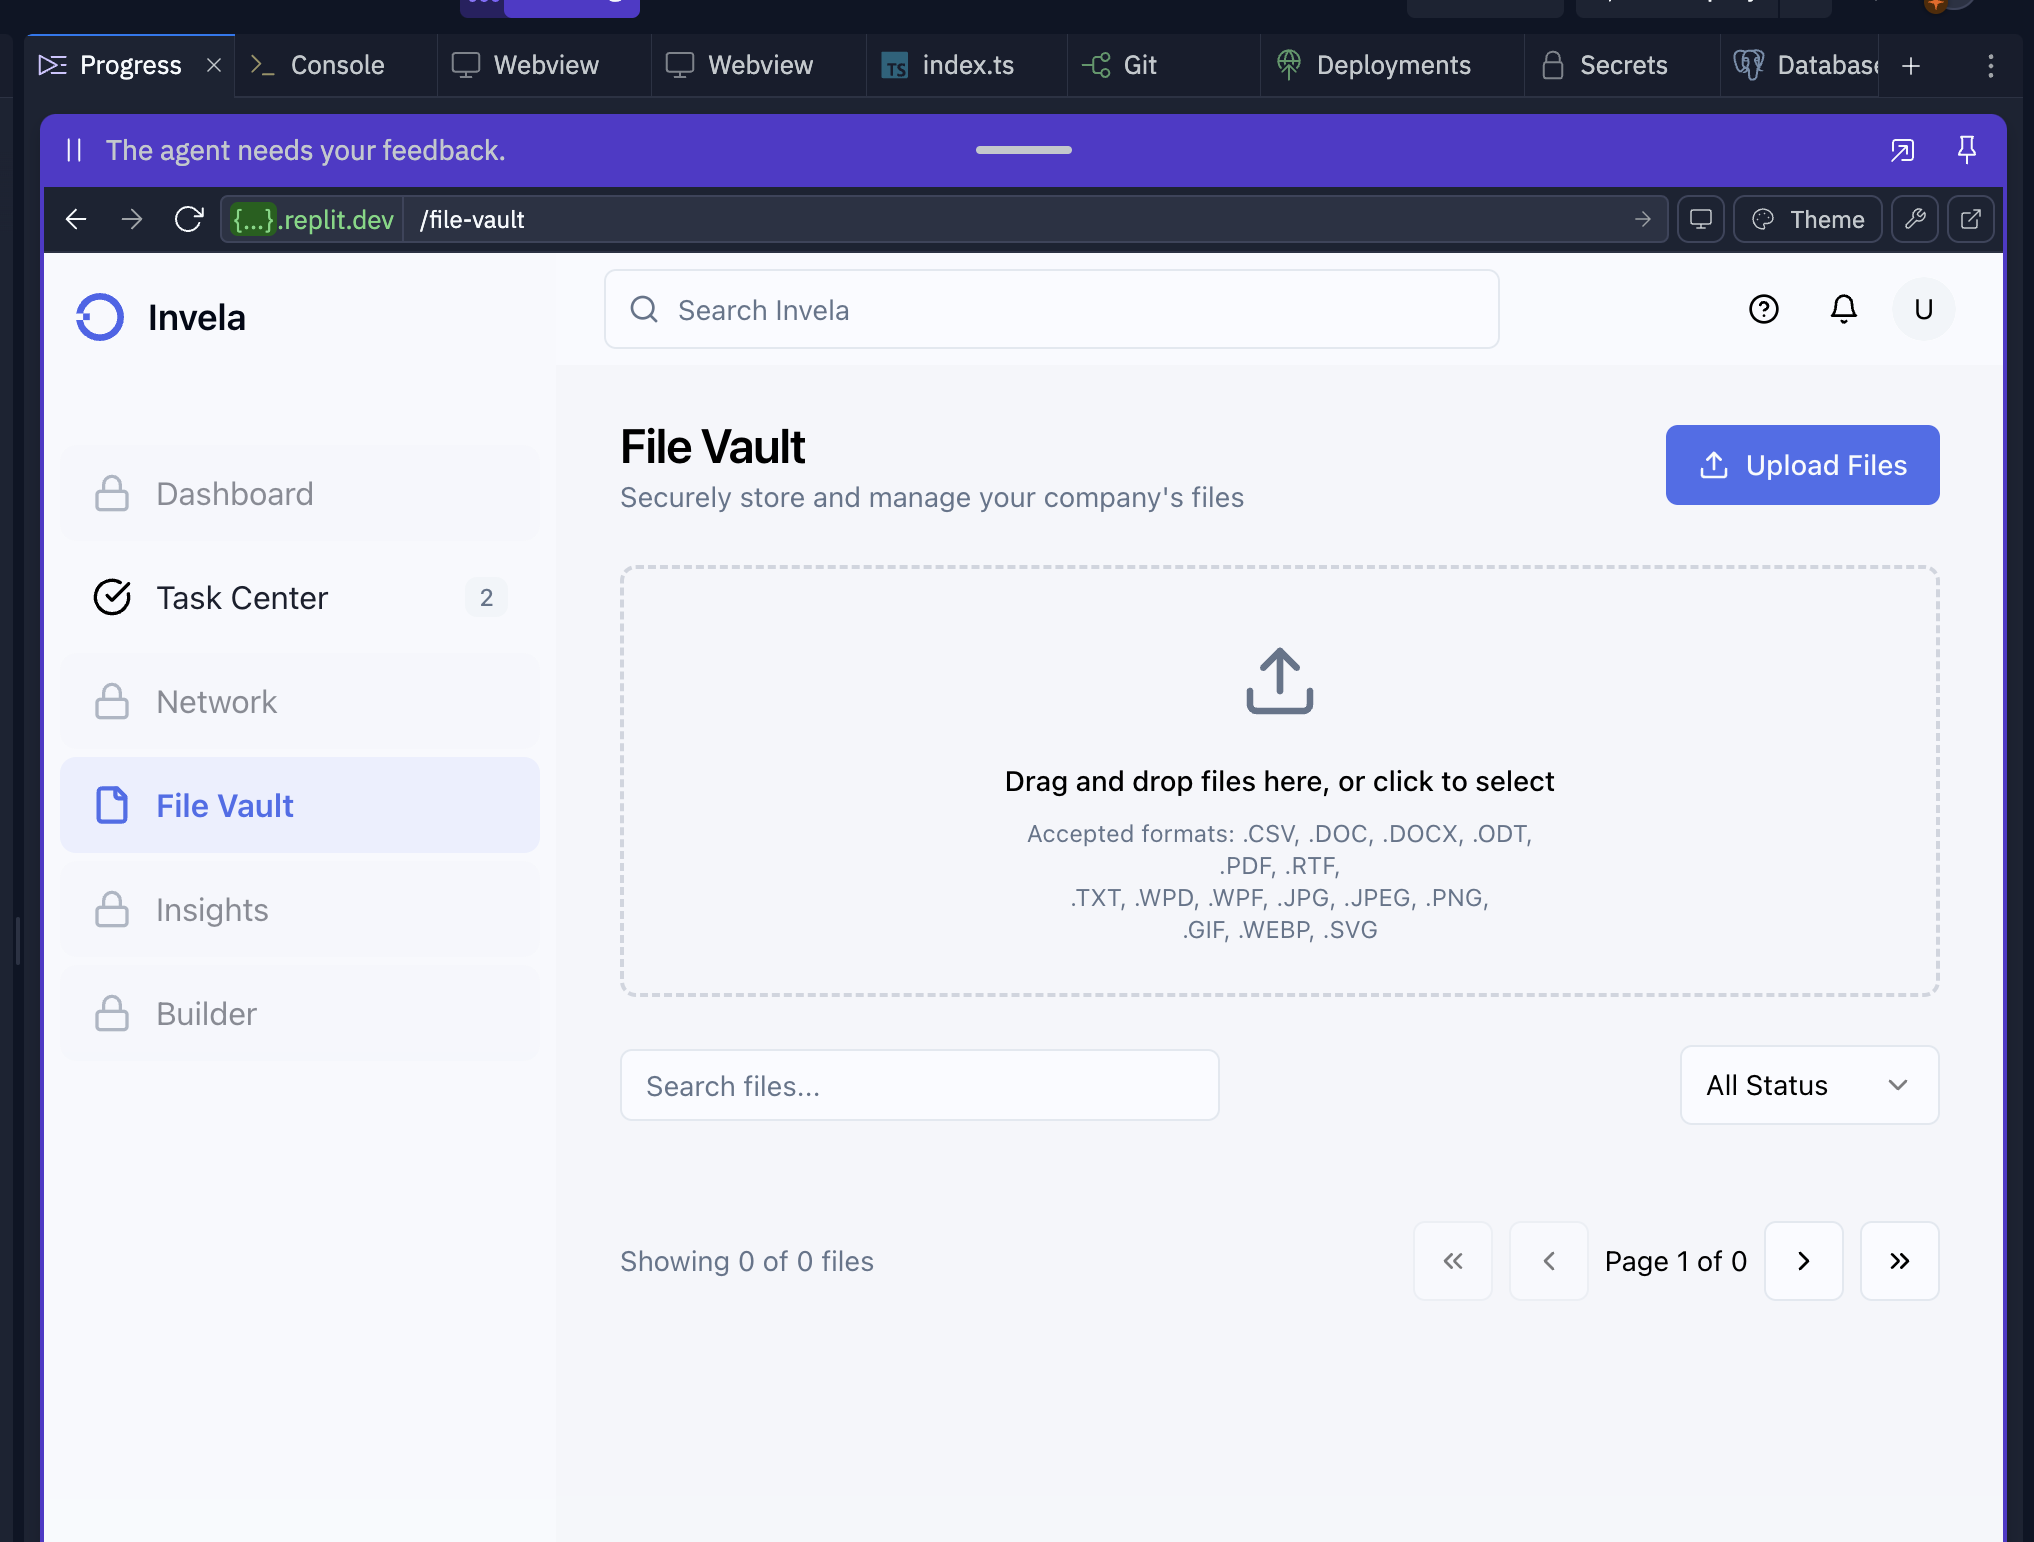 Progress
Console
Webview
Webview
TS index.ts
Git
Deployments
Secrets
Database
The agent needs your feedback.
{...}.replit.dev /file-vault
Theme
Invela
Search Invela
U
Dashboard
Task Center 2
Network
File Vault
Insights
Builder
File Vault
Securely store and manage your company's files
Upload Files
Drag and drop files here, or click to select
Accepted formats: .CSV, .DOC, .DOCX, .ODT,
.PDF, .RTF,
.TXT, .WPD, .WPF, .JPG, .JPEG, .PNG,
.GIF, .WEBP, .SVG
Search files...
All Status
Showing 0 of 0 files
Page 1 of 0